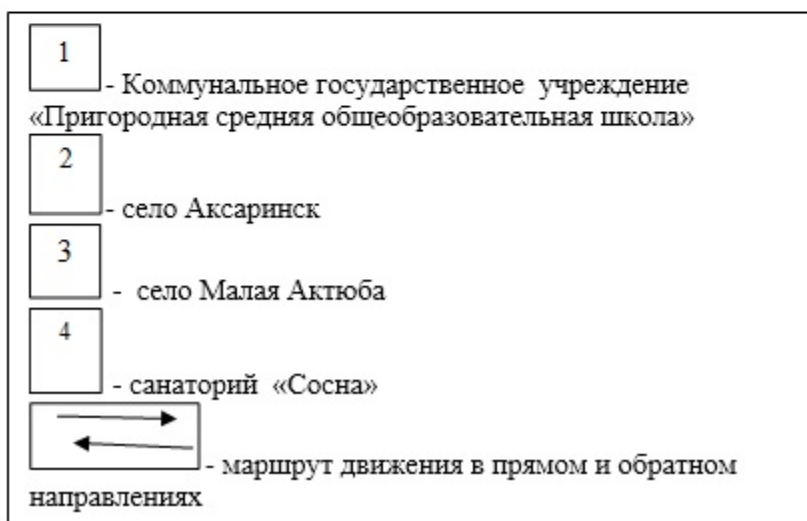 1
- Коммунальное государственное учреждение
«Пригородная средняя общеобразовательная школа»
2
- село Аксаринск
3
- село Малая Актюба
4
- санаторий «Сосна»
- маршрут движения в прямом и обратном
направлениях